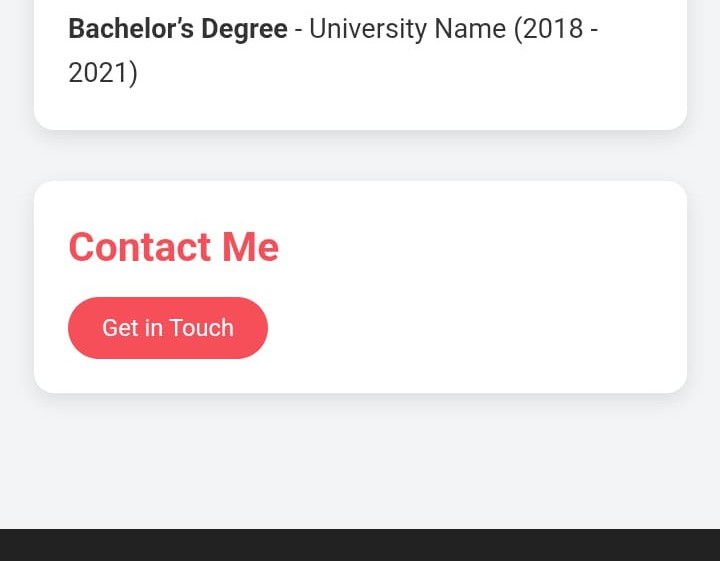 Bachelor’s Degree - University Name (2018 -
2021)
Contact Me
Get in Touch